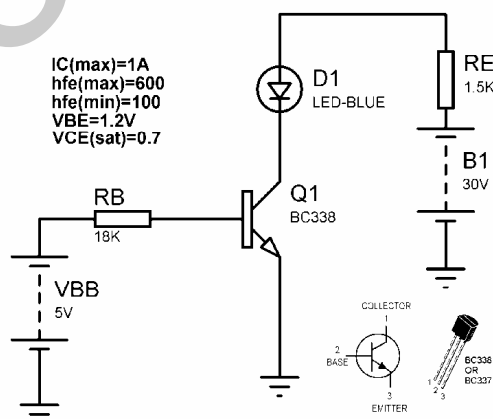 IC(max)=1A
hfe(max)=600
hfe(min)=100
VBE=1.2V
VCE(sat)=0.7
D1
LED-BLUE
RE
1.5K
B1
30V
Q1
BC338
RB
18K
VBB
5V
COLLECTOR
1
2
BASE
3
EMITTER
1
2
3
BC338
OR
BC337